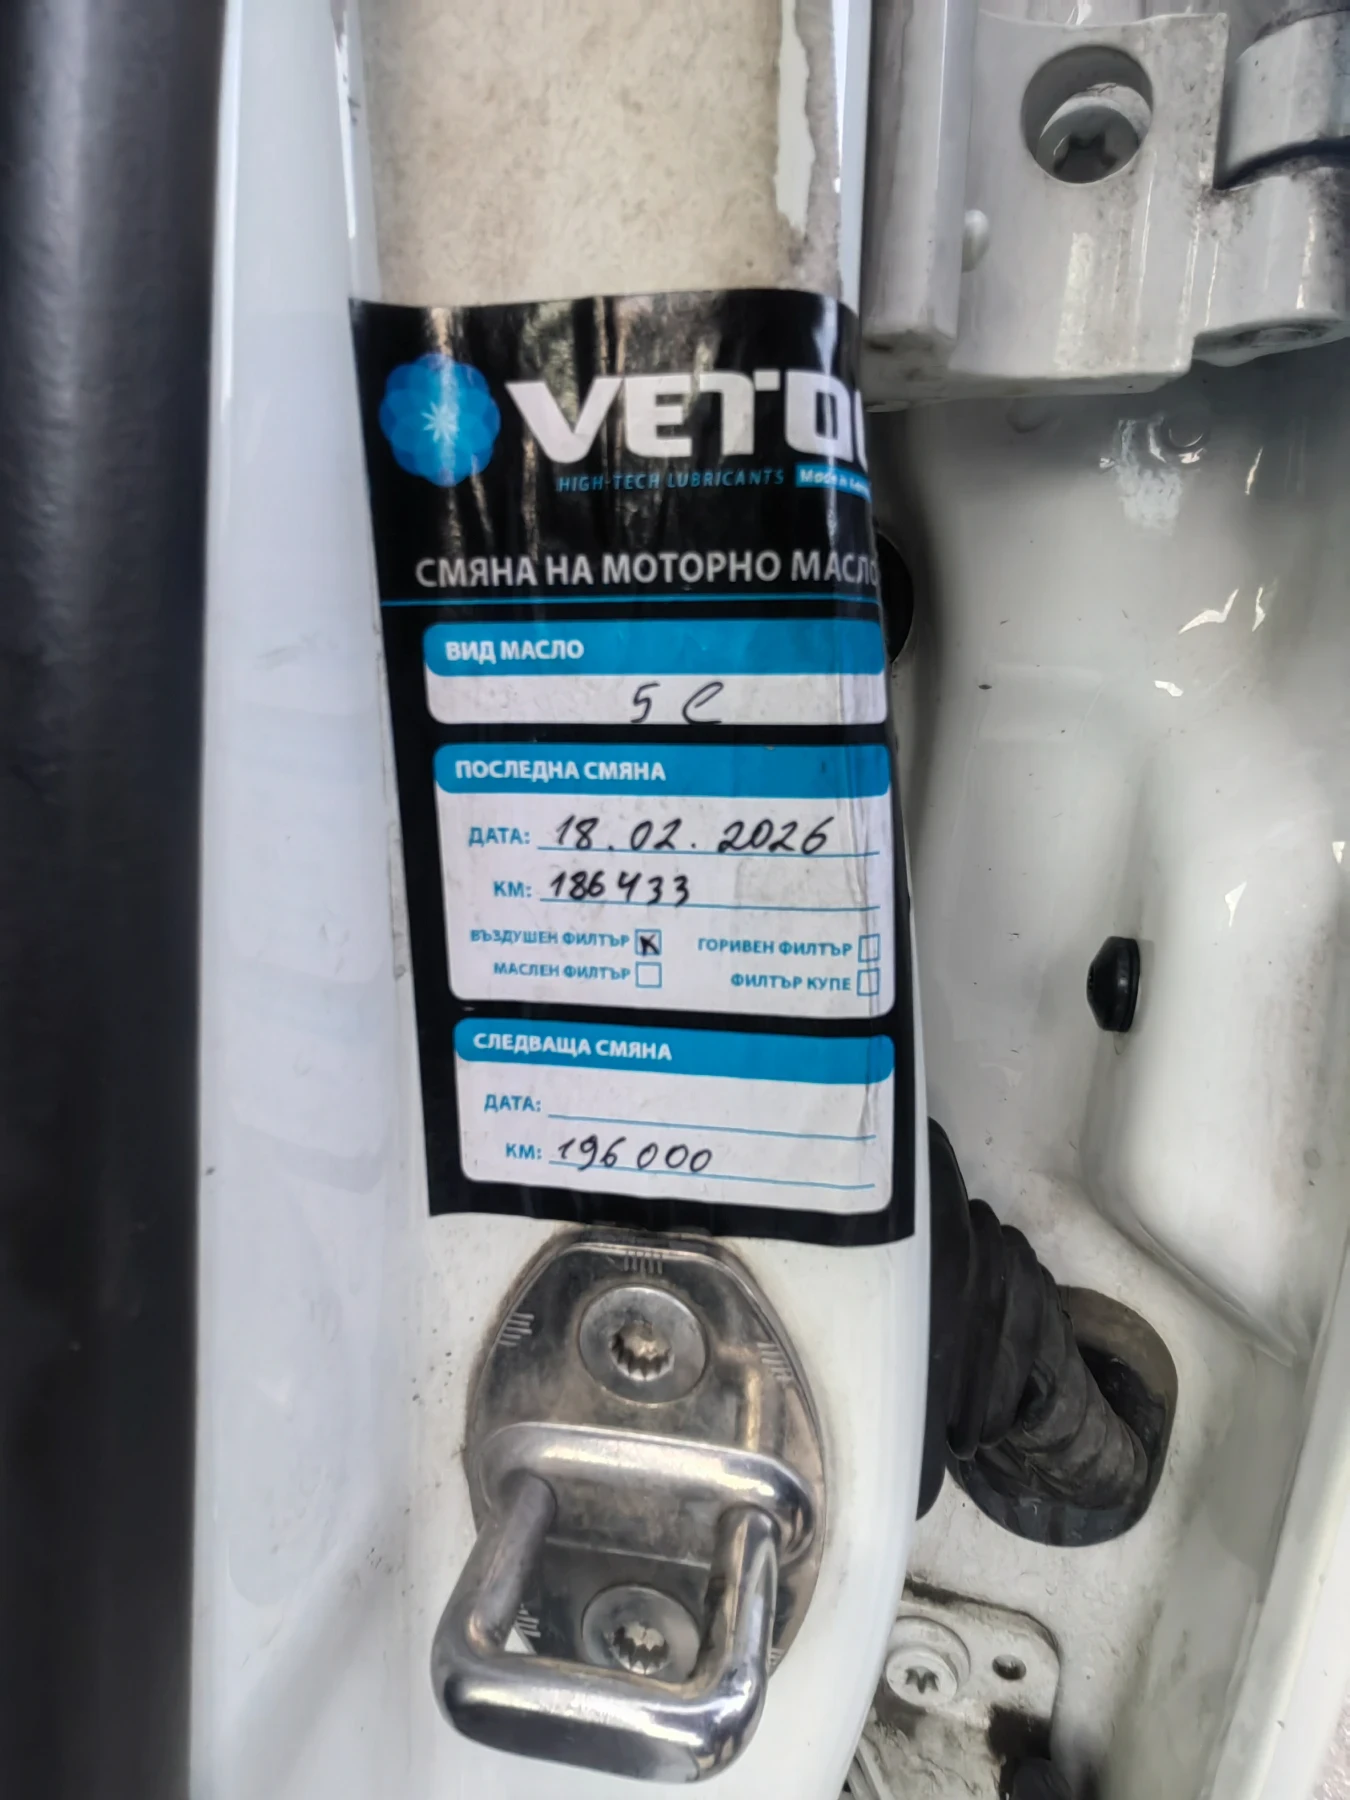 HIGH-TECH LUBRICANTS
СМЯНА НА МОТОРНО МАСЛО
ВИД МАСЛО
5 C
ПОСЛЕДНА СМЯНА
ДАТА: 18.02.2026
КМ: 186433
ВЪЗДУШЕН ФИЛТЪР ГОРИВЕН ФИЛТЪР
МАСЛЕН ФИЛТЪР ФИЛТЪР КУПЕ
СЛЕДВАЩА СМЯНА
ДАТА:
КМ: 196000